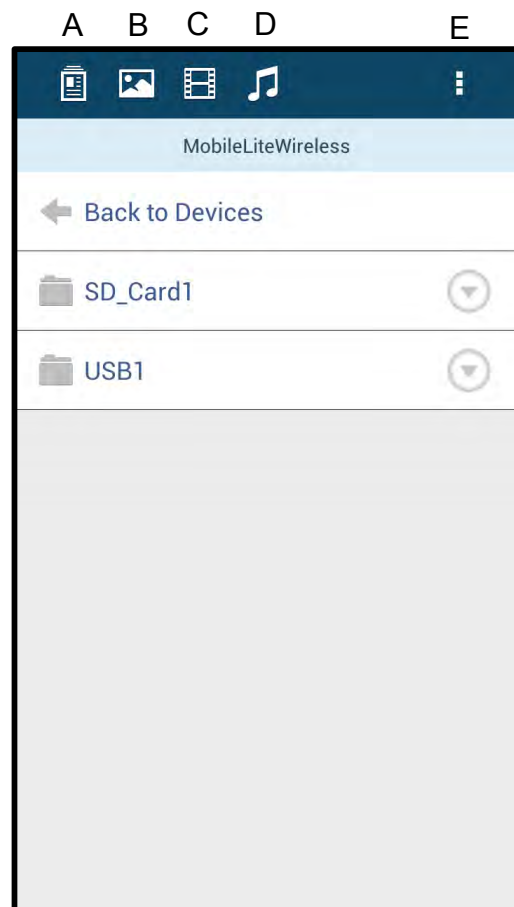 A B C D E
MobileLiteWireless
Back to Devices
SD_Card1
USB1